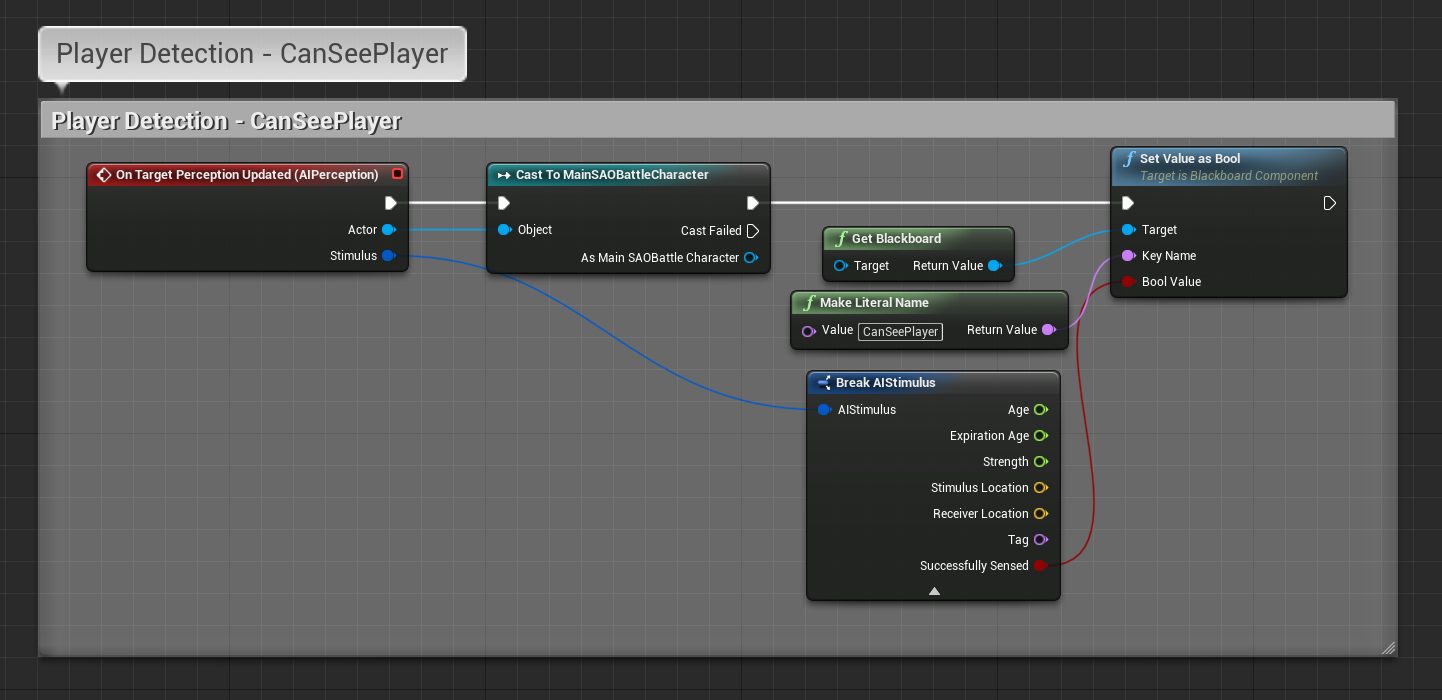 Player Detection - CanSeePlayer
Player Detection - CanSeePlayer
On Target Perception Updated (AIPerception)
Actor
Stimulus
Cast To MainSAOBattleCharacter
Object
Cast Failed
As Main SAOBattle Character
f Get Blackboard
Target Return Value
f Make Literal Name
Value CanSeePlayer Return Value
Break AIStimulus
AIStimulus Age
Expiration Age
Strength
Stimulus Location
Receiver Location
Tag
Successfully Sensed
f Set Value as Bool
Target is Blackboard Component
Target
Key Name
Bool Value